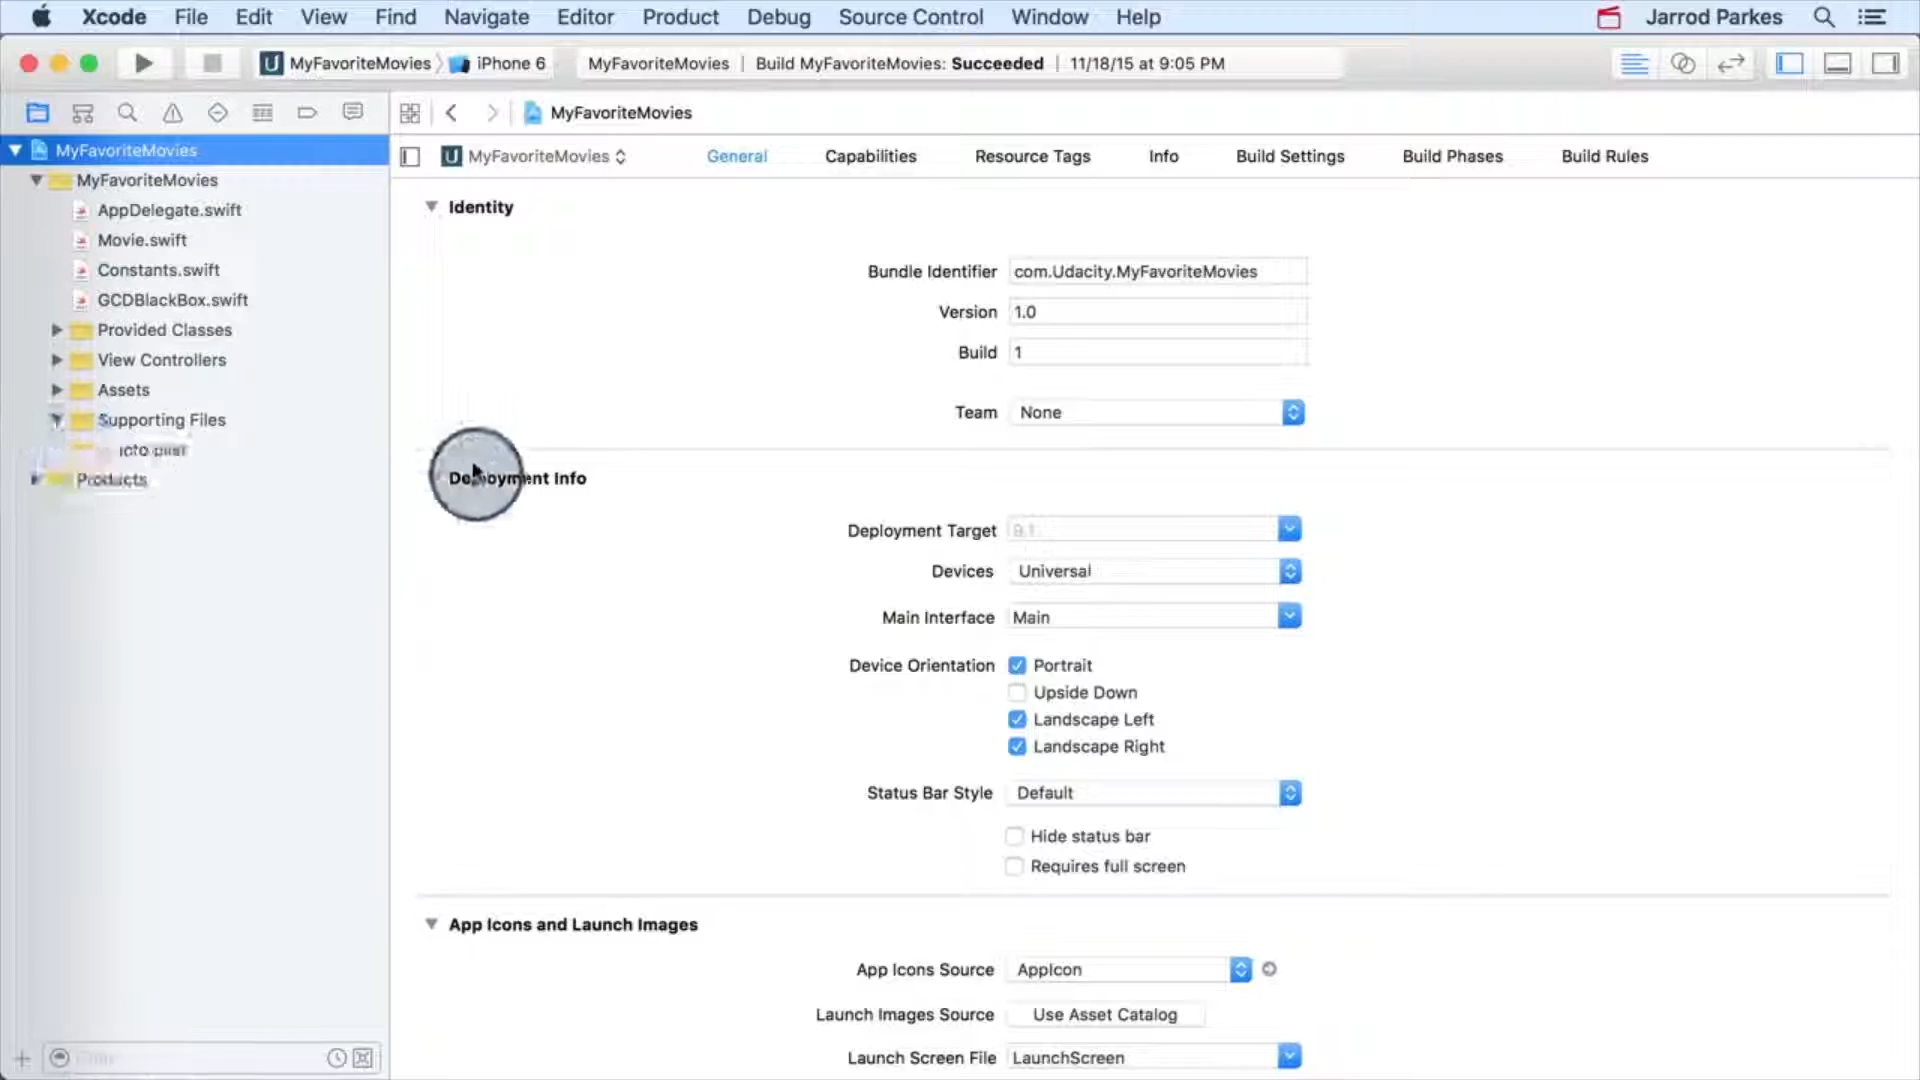 Xcode File Edit View Find Navigate Editor Product Debug Source Control Window Help Jarrod Parkes
MyFavoriteMovies iPhone 6 MyFavoriteMovies | Build MyFavoriteMovies: Succeeded | 11/18/15 at 9:05 PM
MyFavoriteMovies
MyFavoriteMovies
MyFavoriteMovies
AppDelegate.swift
Movie.swift
Constants.swift
GCDBlackBox.swift
Provided Classes
View Controllers
Assets
Supporting Files
Products
MyFavoriteMovies General Capabilities Resource Tags Info Build Settings Build Phases Build Rules
Identity
Bundle Identifier com.Udacity.MyFavoriteMovies
Version 1.0
Build 1
Team None
Deployment Info
Deployment Target 9.1
Devices Universal
Main Interface Main
Device Orientation Portrait
Upside Down
Landscape Left
Landscape Right
Status Bar Style Default
Hide status bar
Requires full screen
App Icons and Launch Images
App Icons Source AppIcon
Launch Images Source Use Asset Catalog
Launch Screen File LaunchScreen